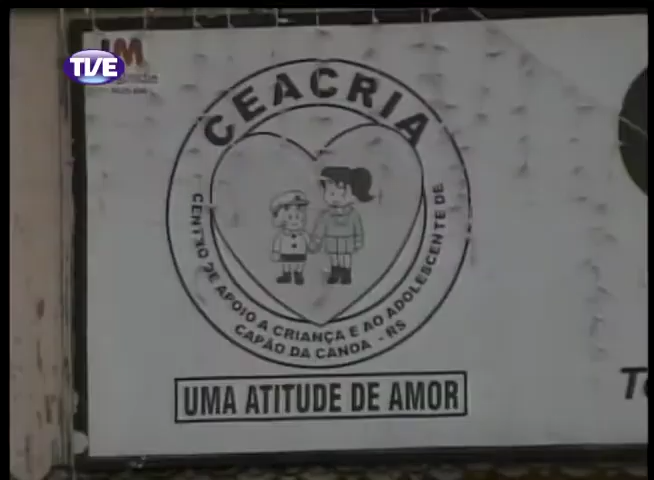 TVE
CEACRIA
CENTRO DE APOIO A CRIANÇA E AO ADOLESCENTE DE
CAPÃO DA CANOA - RS
UMA ATITUDE DE AMOR